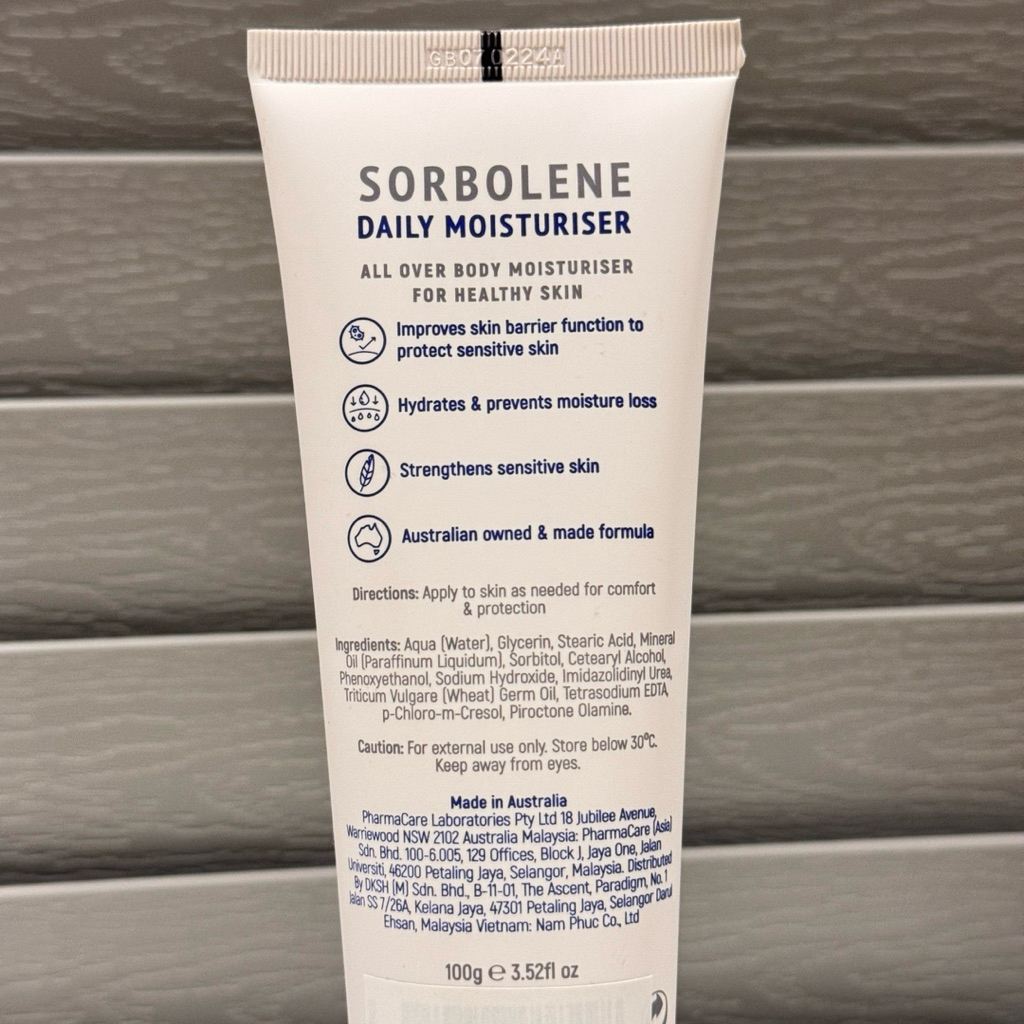 GB070224A
SORBOLENE
DAILY MOISTURISER
ALL OVER BODY MOISTURISER
FOR HEALTHY SKIN
Improves skin barrier function to
protect sensitive skin
Hydrates & prevents moisture loss
Strengthens sensitive skin
Australian owned & made formula
Directions: Apply to skin as needed for comfort
& protection
Ingredients: Aqua (Water), Glycerin, Stearic Acid, Mineral
Oil (Paraffinum Liquidum), Sorbitol, Cetearyl Alcohol,
Phenoxyethanol, Sodium Hydroxide, Imidazolidinyl Urea,
Triticum Vulgare (Wheat) Germ Oil, Tetrasodium EDTA,
p-Chloro-m-Cresol, Piroctone Olamine.
Caution: For external use only. Store below 30°C.
Keep away from eyes.
Made in Australia
PharmaCare Laboratories Pty Ltd 18 Jubilee Avenue,
Warriewood NSW 2102 Australia Malaysia: PharmaCare (Asia)
Sdn. Bhd. 100-6.005, 129 Offices, Block J, Jaya One, Jalan
Universiti, 46200 Petaling Jaya, Selangor, Malaysia. Distributed
By DKSH (M) Sdn. Bhd., B-11-01, The Ascent, Paradigm, No. 1
Jalan SS 7/26A, Kelana Jaya, 47301 Petaling Jaya, Selangor Darul
Ehsan, Malaysia Vietnam: Nam Phuc Co., Ltd
100g ℮ 3.52fl oz